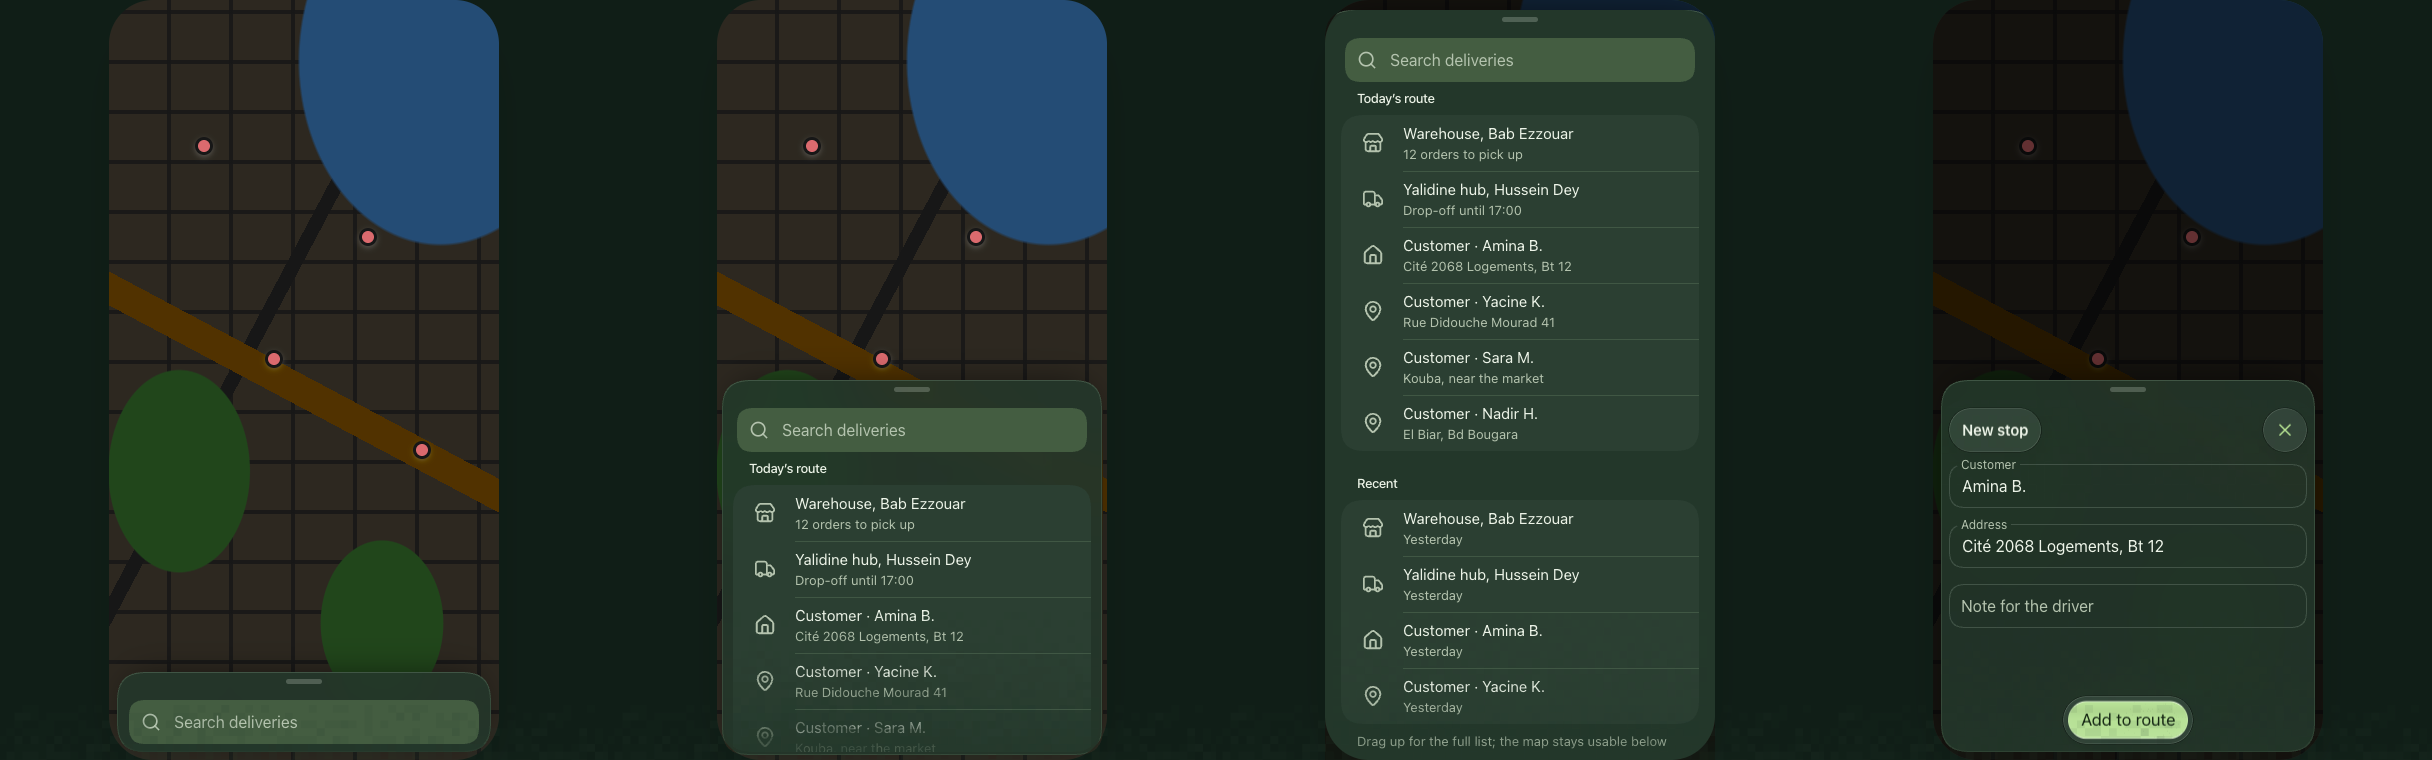 Search deliveries
Search deliveries
Today's route
Warehouse, Bab Ezzouar
12 orders to pick up
Yalidine hub, Hussein Dey
Drop-off until 17:00
Customer · Amina B.
Cité 2068 Logements, Bt 12
Customer · Yacine K.
Rue Didouche Mourad 41
Customer · Sara M.
Kouba, near the market
Search deliveries
Today's route
Warehouse, Bab Ezzouar
12 orders to pick up
Yalidine hub, Hussein Dey
Drop-off until 17:00
Customer · Amina B.
Cité 2068 Logements, Bt 12
Customer · Yacine K.
Rue Didouche Mourad 41
Customer · Sara M.
Kouba, near the market
Customer · Nadir H.
El Biar, Bd Bougara
Recent
Warehouse, Bab Ezzouar
Yesterday
Yalidine hub, Hussein Dey
Yesterday
Customer · Amina B.
Yesterday
Customer · Yacine K.
Yesterday
Drag up for the full list; the map stays usable below
New stop
Customer
Amina B.
Address
Cité 2068 Logements, Bt 12
Note for the driver
Add to route